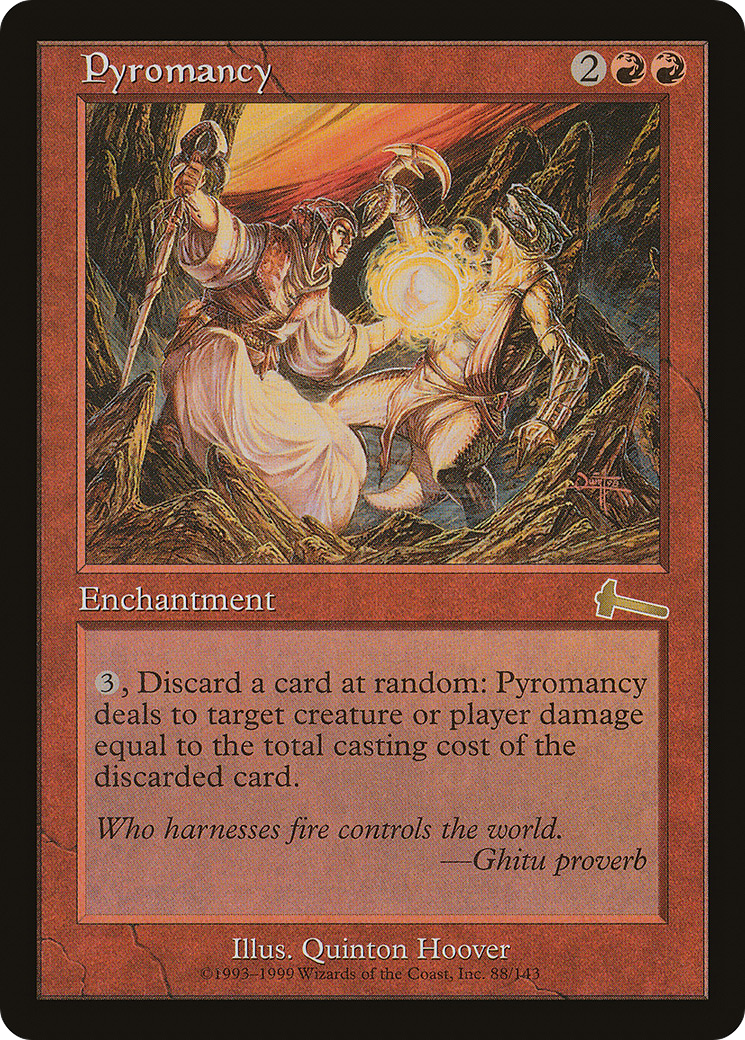 Pyromancy 2
Enchantment
3, Discard a card at random: Pyromancy
deals to target creature or player damage
equal to the total casting cost of the
discarded card.
Who harnesses fire controls the world.
—Ghitu proverb
Illus. Quinton Hoover
©1993–1999 Wizards of the Coast, Inc. 88/143